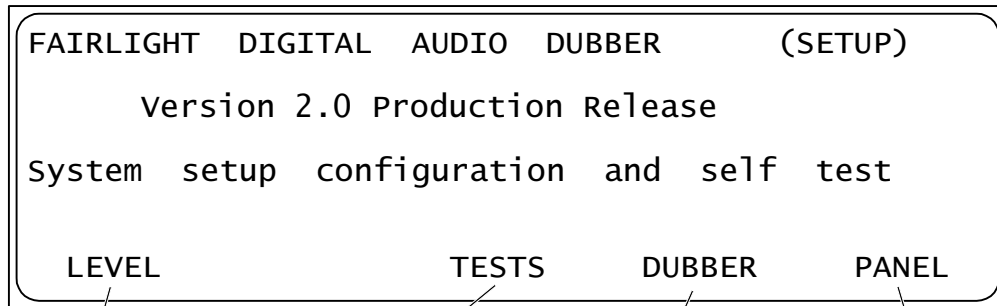 FAIRLIGHT DIGITAL AUDIO DUBBER (SETUP)
Version 2.0 Production Release
System setup configuration and self test
LEVEL TESTS DUBBER PANEL